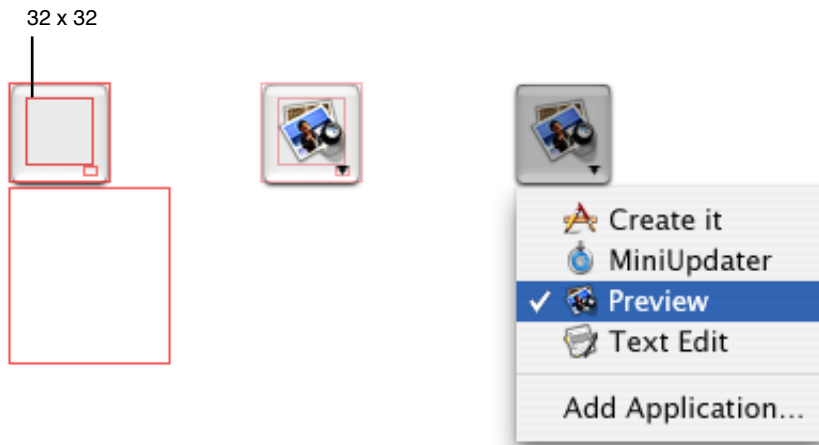 32 x 32
Create it
MiniUpdater
Preview
Text Edit
Add Application...